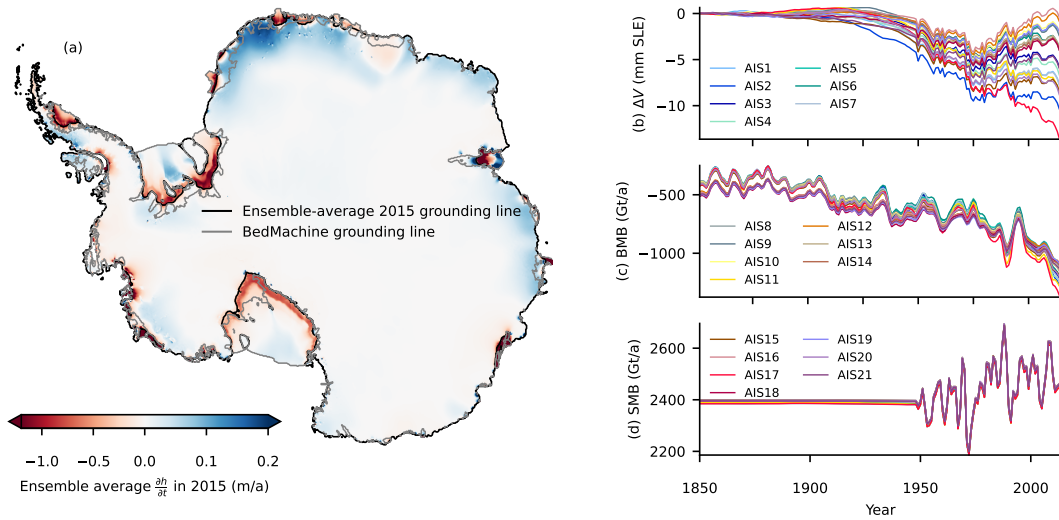 (a)
Ensemble-average 2015 grounding line
BedMachine grounding line
−1.0 −0.5 0.0 0.1 0.2
Ensemble average ∂h/∂t in 2015 (m/a)
(b) ΔV (mm SLE)
0
−5
−10
AIS1 AIS5
AIS2 AIS6
AIS3 AIS7
AIS4
(c) BMB (Gt/a)
−500
−1000
AIS8 AIS12
AIS9 AIS13
AIS10 AIS14
AIS11
(d) SMB (Gt/a)
2600
2400
2200
AIS15 AIS19
AIS16 AIS20
AIS17 AIS21
AIS18
1850 1900 1950 2000
Year